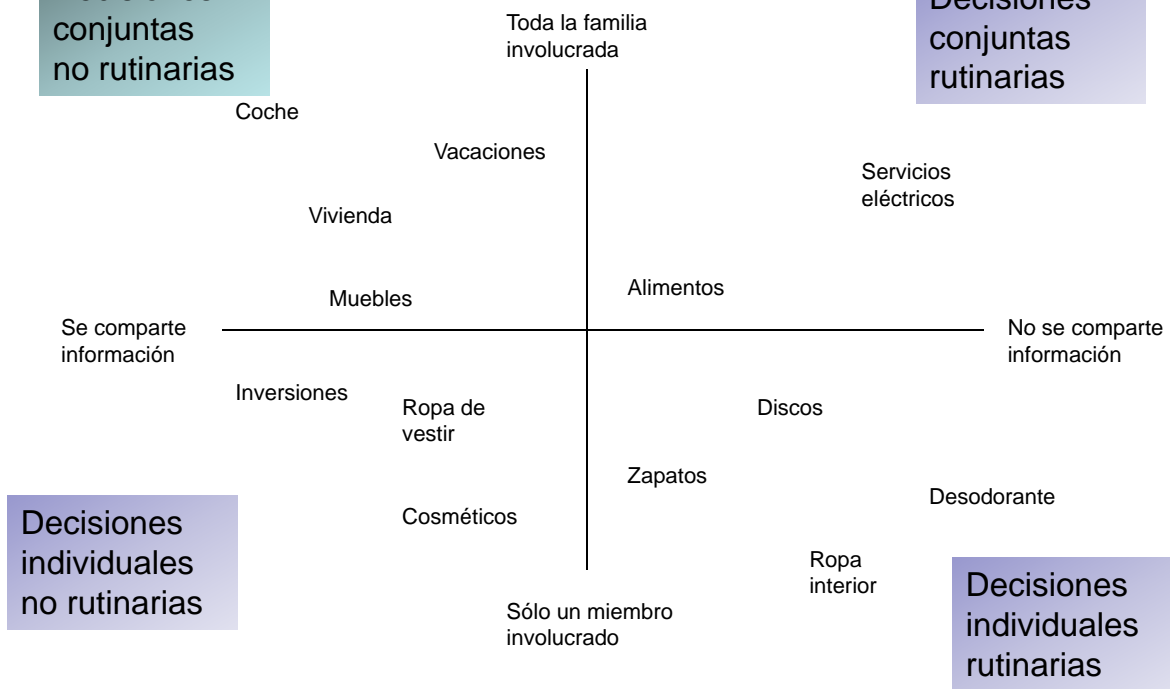 conjuntas
no rutinarias
Toda la familia
involucrada
Decisiones
conjuntas
rutinarias
Coche
Vacaciones
Servicios
eléctricos
Vivienda
Muebles
Alimentos
Se comparte
información
No se comparte
información
Inversiones
Ropa de
vestir
Discos
Zapatos
Desodorante
Cosméticos
Decisiones
individuales
no rutinarias
Ropa
interior
Decisiones
individuales
rutinarias
Sólo un miembro
involucrado